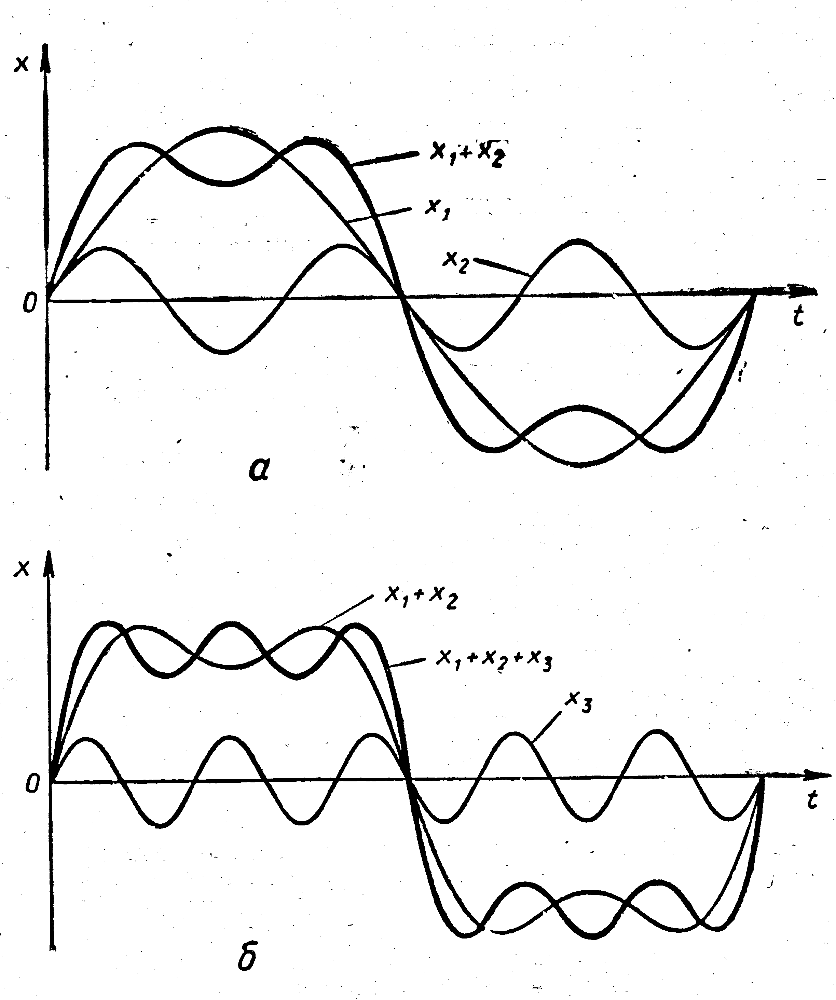 x
x₁+x₂
x₁
x₂
0
t
а
x
x₁+x₂
x₁+x₂+x₃
x₃
0
t
б